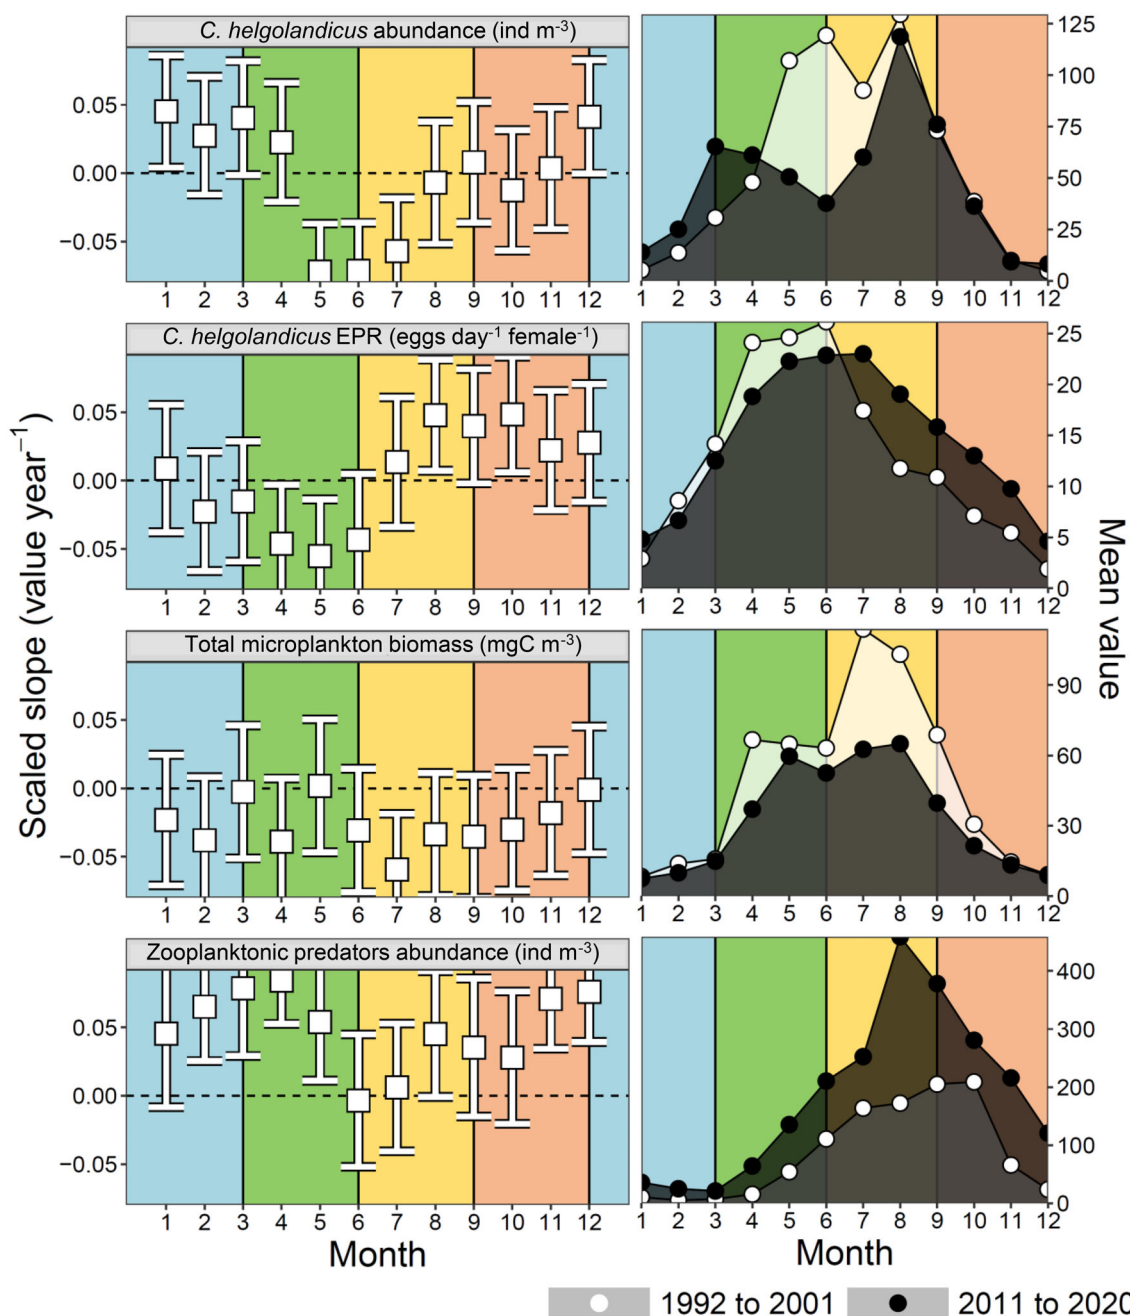 C. helgolandicus abundance (ind m-3)
0.05
0.00
−0.05
1 2 3 4 5 6 7 8 9 10 11 12
125
100
75
50
25
0
1 2 3 4 5 6 7 8 9 10 11 12
C. helgolandicus EPR (eggs day-1 female-1)
0.05
0.00
−0.05
1 2 3 4 5 6 7 8 9 10 11 12
25
20
15
10
5
0
1 2 3 4 5 6 7 8 9 10 11 12
Scaled slope (value year−1)
Mean value
Total microplankton biomass (mgC m-3)
0.05
0.00
−0.05
1 2 3 4 5 6 7 8 9 10 11 12
90
60
30
0
1 2 3 4 5 6 7 8 9 10 11 12
Zooplanktonic predators abundance (ind m-3)
0.05
0.00
−0.05
1 2 3 4 5 6 7 8 9 10 11 12
400
300
200
100
0
1 2 3 4 5 6 7 8 9 10 11 12
Month
Month
1992 to 2001
2011 to 2020